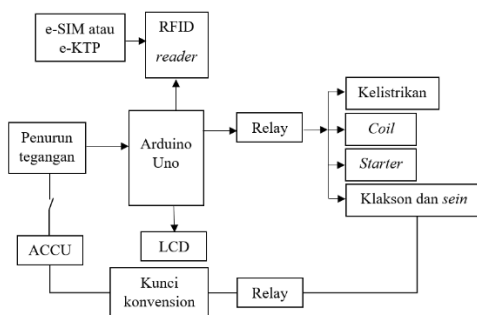 e-SIM atau
e-KTP
RFID
reader
Penurun
tegangan
Arduino
Uno
Relay
Kelistrikan
Coil
Starter
Klakson dan sein
ACCU
LCD
Kunci
konvension
Relay